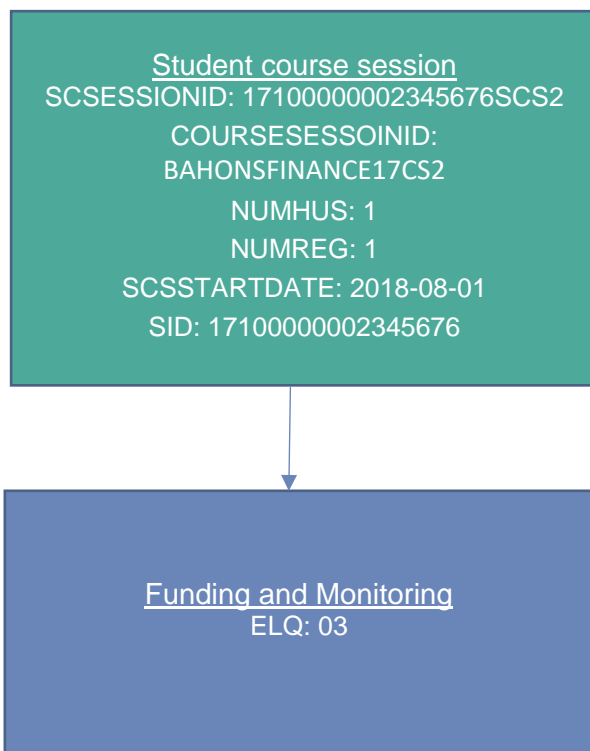 Student course session
SCSESSIONID: 17100000002345676SCS2
COURSESESSOINID:
BAHONSFINANCE17CS2
NUMHUS: 1
NUMREG: 1
SCSSTARTDATE: 2018-08-01
SID: 17100000002345676
Funding and Monitoring
ELQ: 03